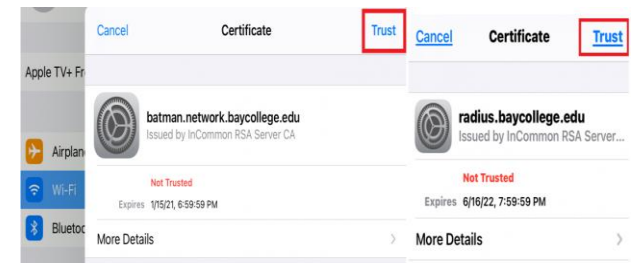 Cancel Certificate Trust
batman.network.baycollege.edu
Issued by InCommon RSA Server CA
Not Trusted
Expires 1/15/21, 6:59:59 PM
More Details
Apple TV+ Fr
Airplan
Wi-Fi
Bluetoo
Cancel Certificate Trust
radius.baycollege.edu
Issued by InCommon RSA Server...
Not Trusted
Expires 6/16/22, 7:59:59 PM
More Details